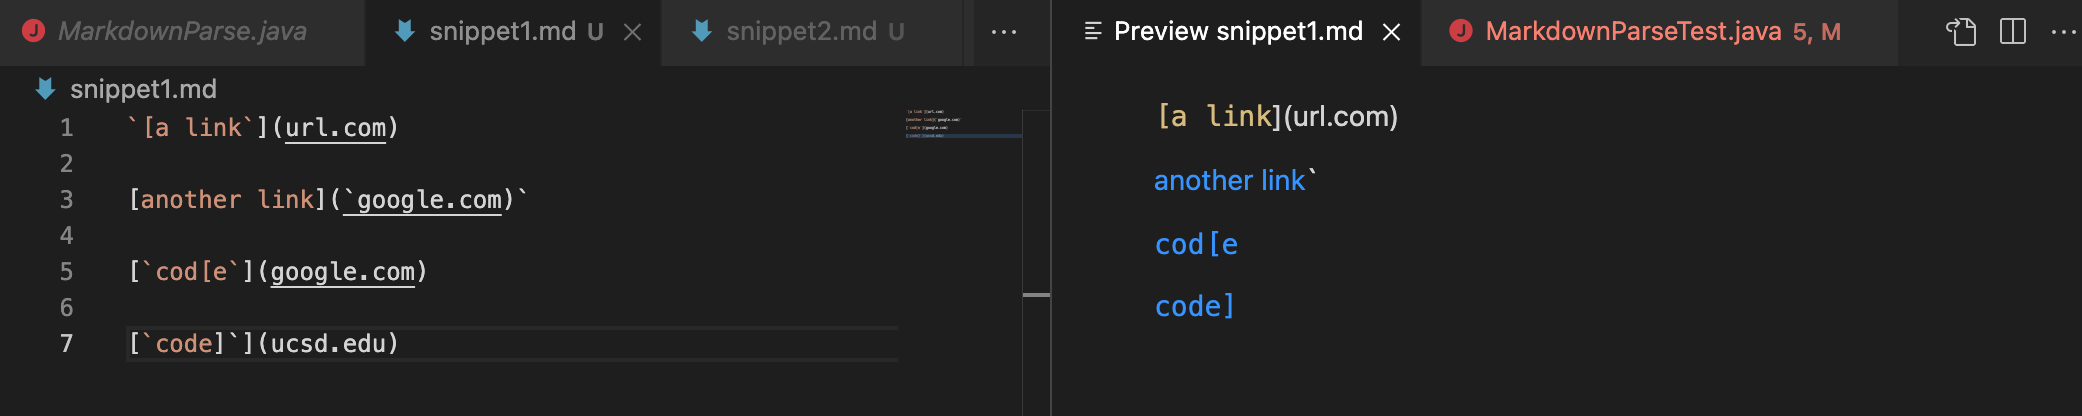 J MarkdownParse.java snippet1.md U × snippet2.md U ...
Preview snippet1.md × J MarkdownParseTest.java 5, M ...
snippet1.md
1 `[a link`](url.com)
2
3 [another link](`google.com)`
4
5 [`cod[e`](google.com)
6
7 [`code]`](ucsd.edu)
[a link](url.com)
another link`
cod[e
code]